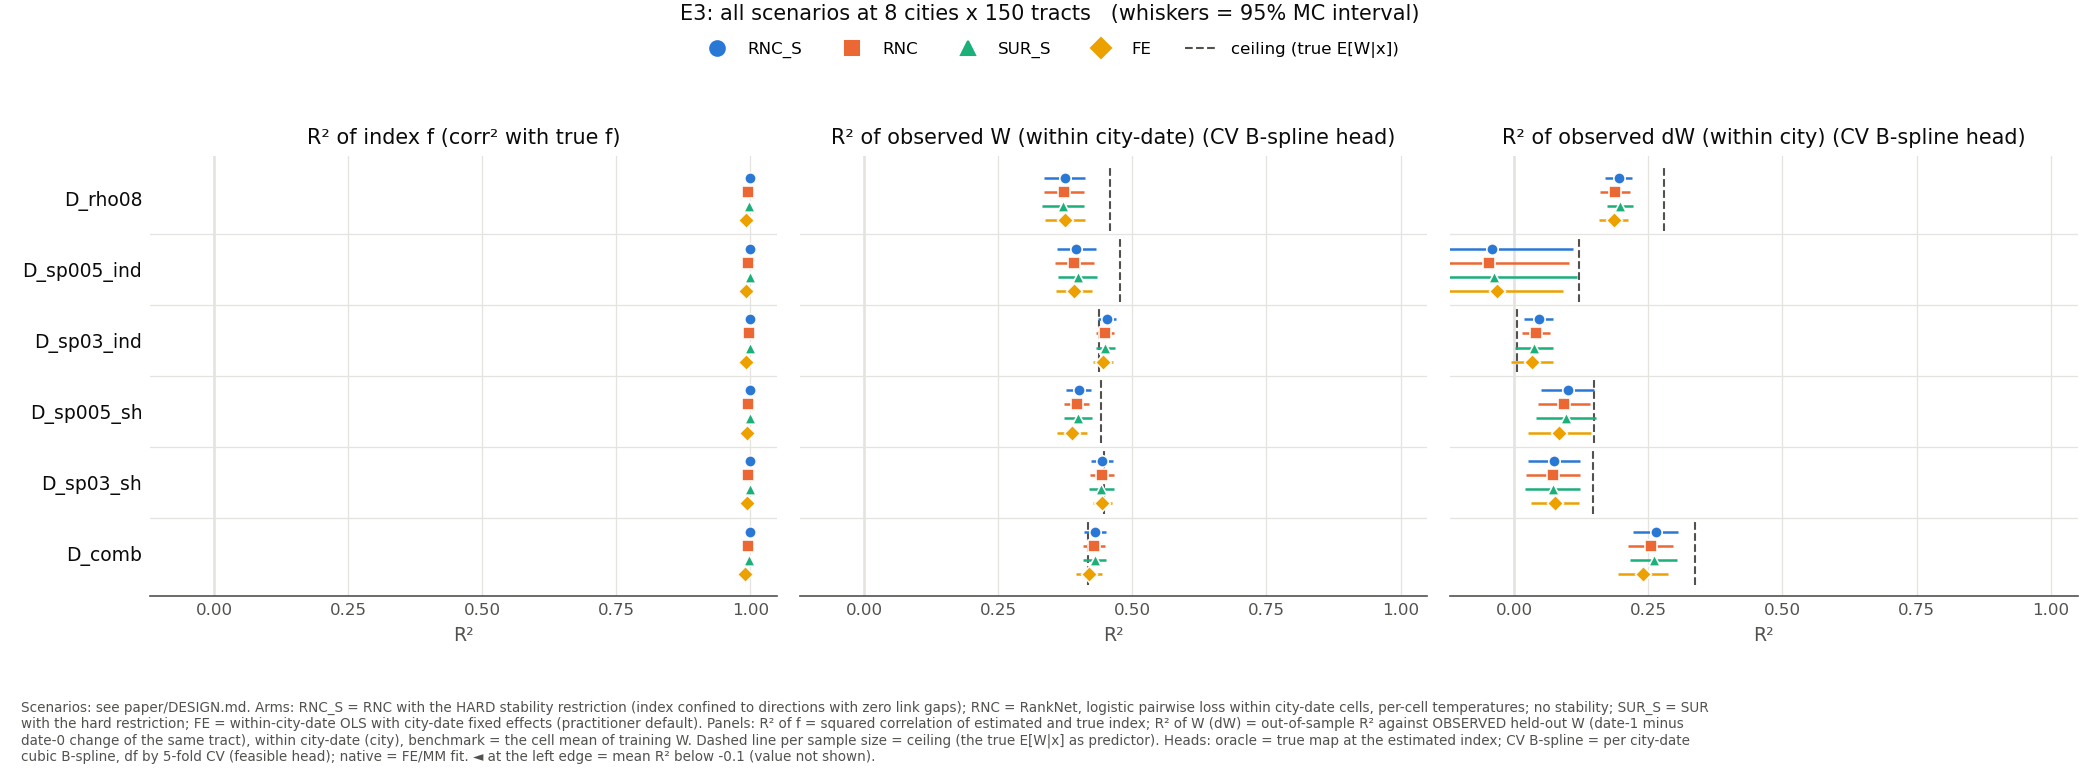 E3: all scenarios at 8 cities x 150 tracts (whiskers = 95% MC interval)
RNC_S RNC SUR_S FE ceiling (true E[W|x])
R² of index f (corr² with true f)
R² of observed W (within city-date) (CV B-spline head)
R² of observed dW (within city) (CV B-spline head)
D_rho08
D_sp005_ind
D_sp03_ind
D_sp005_sh
D_sp03_sh
D_comb
0.00 0.25 0.50 0.75 1.00
0.00 0.25 0.50 0.75 1.00
0.00 0.25 0.50 0.75 1.00
R²
R²
R²
Scenarios: see paper/DESIGN.md. Arms: RNC_S = RNC with the HARD stability restriction (index confined to directions with zero link gaps); RNC = RankNet, logistic pairwise loss within city-date cells, per-cell temperatures; no stability; SUR_S = SUR
with the hard restriction; FE = within-city-date OLS with city-date fixed effects (practitioner default). Panels: R² of f = squared correlation of estimated and true index; R² of W (dW) = out-of-sample R² against OBSERVED held-out W (date-1 minus
date-0 change of the same tract), within city-date (city), benchmark = the cell mean of training W. Dashed line per sample size = ceiling (the true E[W|x] as predictor). Heads: oracle = true map at the estimated index; CV B-spline = per city-date
cubic B-spline, df by 5-fold CV (feasible head); native = FE/MM fit. ◄ at the left edge = mean R² below -0.1 (value not shown).